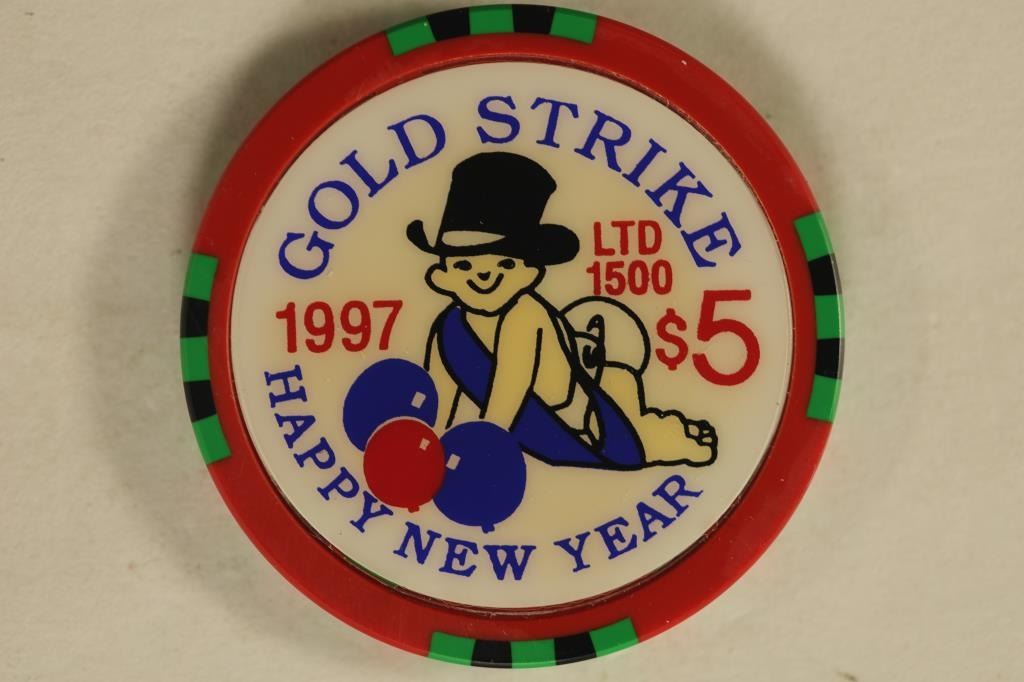 GOLD STRIKE
LTD
1500
1997
$5
HAPPY NEW YEAR